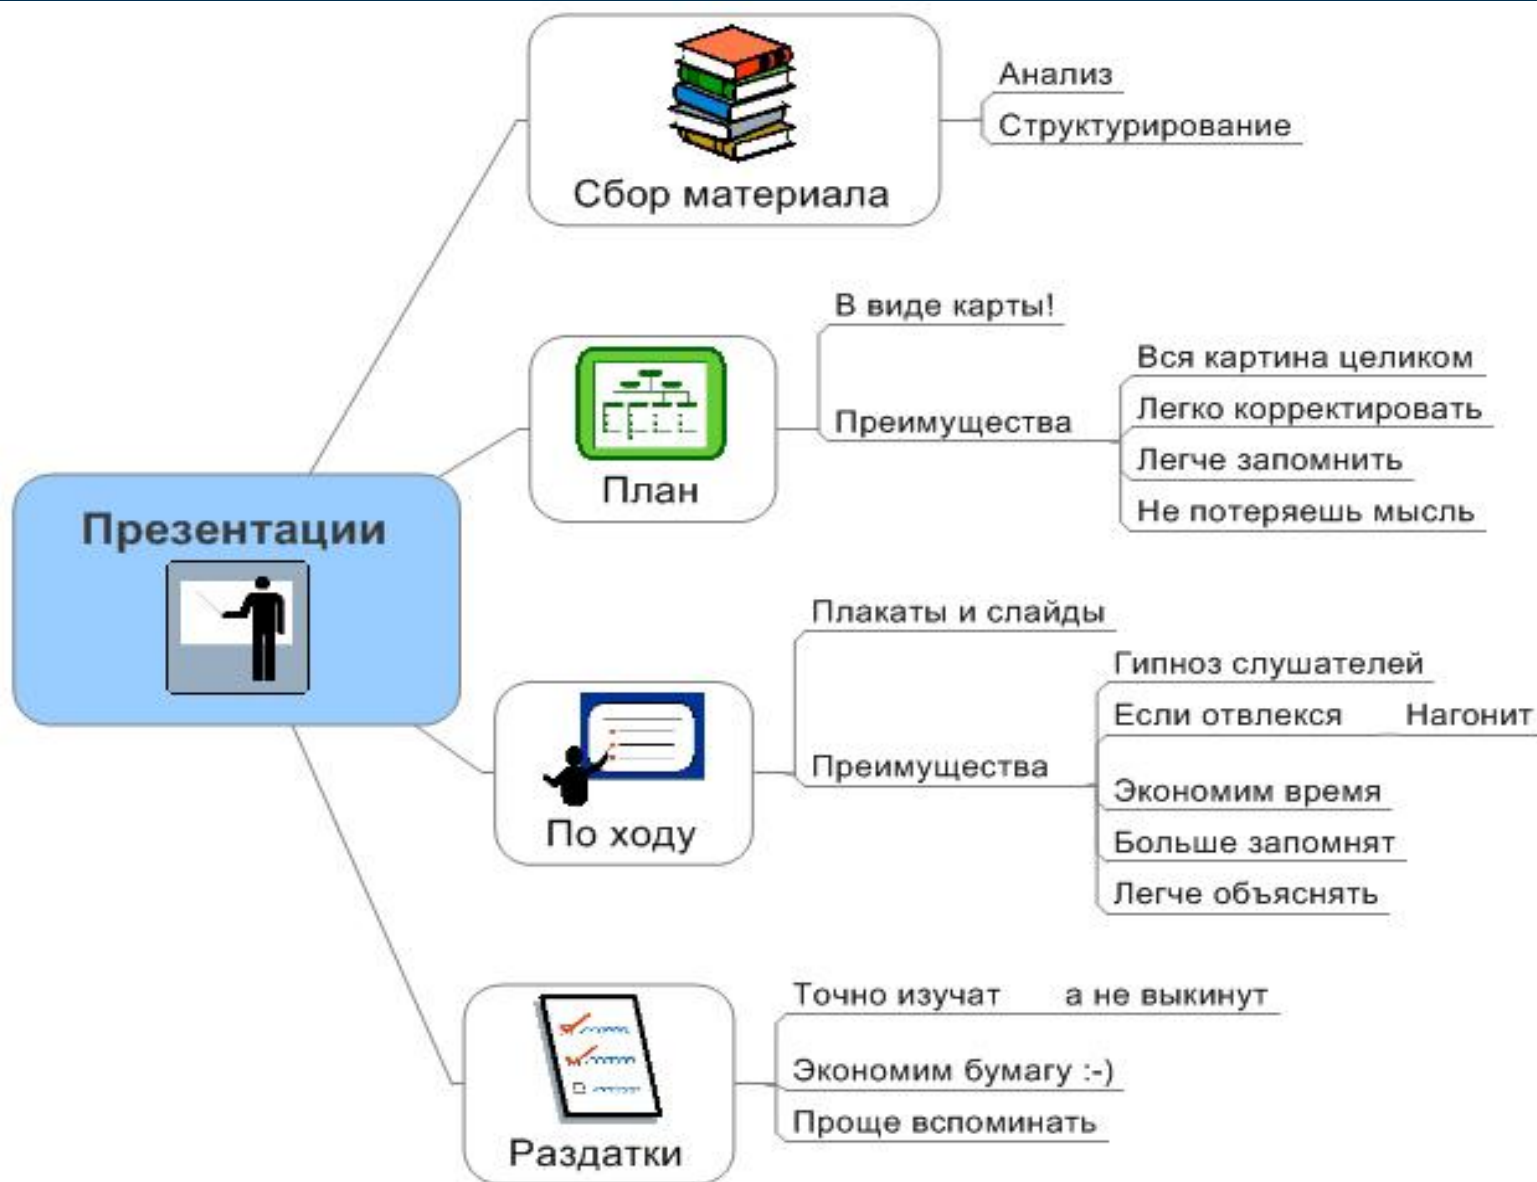 Презентации
Сбор материала
Анализ
Структурирование
План
В виде карты!
Преимущества
Вся картина целиком
Легко корректировать
Легче запомнить
Не потеряешь мысль
По ходу
Плакаты и слайды
Преимущества
Гипноз слушателей
Если отвлекся Нагонит
Экономим время
Больше запомнят
Легче объяснять
Раздатки
Точно изучат а не выкинут
Экономим бумагу :-)
Проще вспоминать